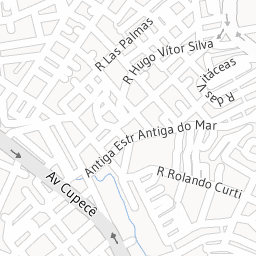 R Las Palmas
R Hugo Vítor Silva
R das Vitáceas
Antiga Estr Antiga do Mar
Av Cupecê
R Rolando Curti